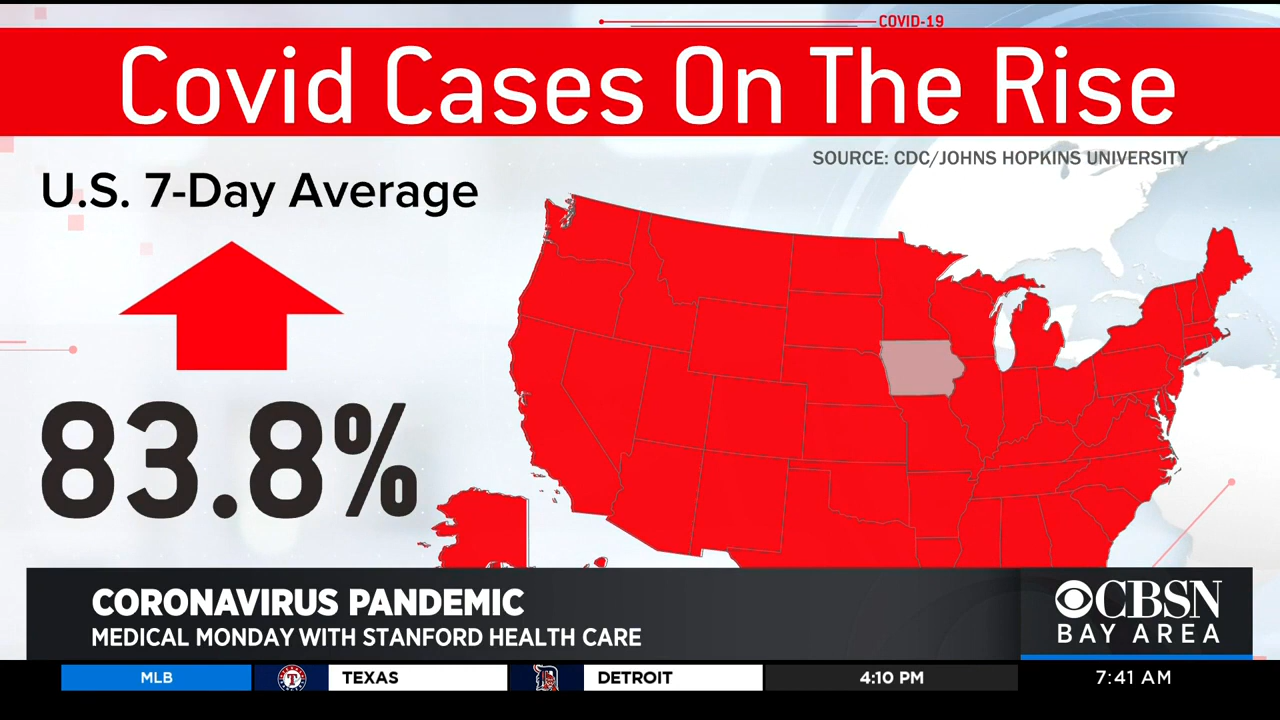 COVID-19
Covid Cases On The Rise
SOURCE: CDC/JOHNS HOPKINS UNIVERSITY
U.S. 7-Day Average
83.8%
CORONAVIRUS PANDEMIC
MEDICAL MONDAY WITH STANFORD HEALTH CARE
CBSN
BAY AREA
MLB T TEXAS D DETROIT 4:10 PM 7:41 AM